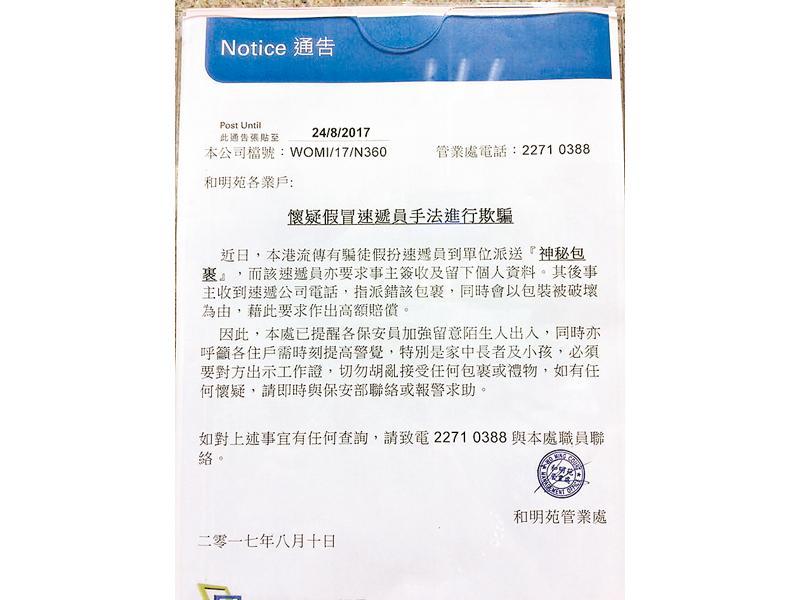 Notice 通告
Post Until
此通告張貼至 24/8/2017
本公司檔號：WOMI/17/N360 管業處電話：2271 0388
和明苑各業戶:
懷疑假冒速遞員手法進行欺騙
近日，本港流傳有騙徒假扮速遞員到單位派送『神秘包
裹』，而該速遞員亦要求事主簽收及留下個人資料。其後事
主收到速遞公司電話，指派錯該包裹，同時會以包裝被破壞
為由，藉此要求作出高額賠償。
因此，本處已提醒各保安員加強留意陌生人出入，同時亦
呼籲各住戶需時刻提高警覺，特別是家中長者及小孩，必須
要對方出示工作證，切勿胡亂接受任何包裹或禮物，如有任
何懷疑，請即時與保安部聯絡或報警求助。
如對上述事宜有任何查詢，請致電 2271 0388 與本處職員聯
絡。
WO MING COURT
和明苑
管業處
MANAGEMENT OFFICE
和明苑管業處
二零一七年八月十日